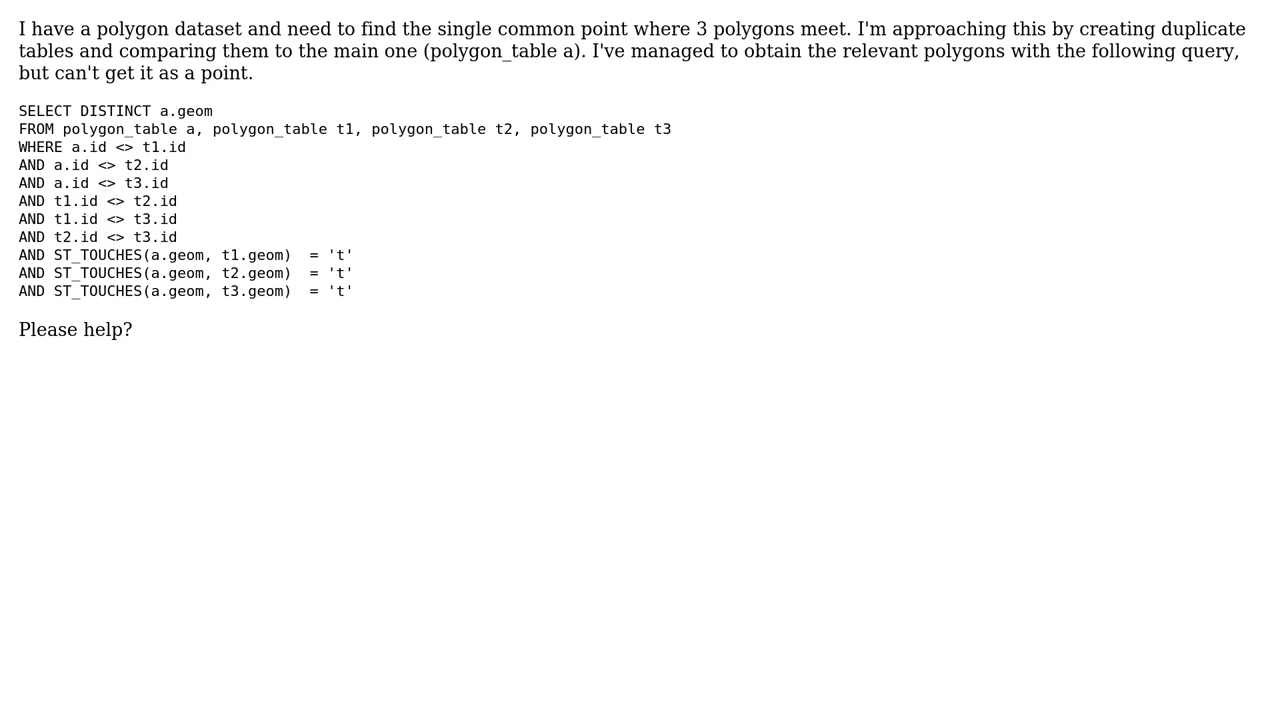 I have a polygon dataset and need to find the single common point where 3 polygons meet. I'm approaching this by creating duplicate
tables and comparing them to the main one (polygon_table a). I've managed to obtain the relevant polygons with the following query,
but can't get it as a point.
SELECT DISTINCT a.geom
FROM polygon_table a, polygon_table t1, polygon_table t2, polygon_table t3
WHERE a.id <> t1.id
AND a.id <> t2.id
AND a.id <> t3.id
AND t1.id <> t2.id
AND t1.id <> t3.id
AND t2.id <> t3.id
AND ST_TOUCHES(a.geom, t1.geom)  = 't'
AND ST_TOUCHES(a.geom, t2.geom)  = 't'
AND ST_TOUCHES(a.geom, t3.geom)  = 't'
Please help?